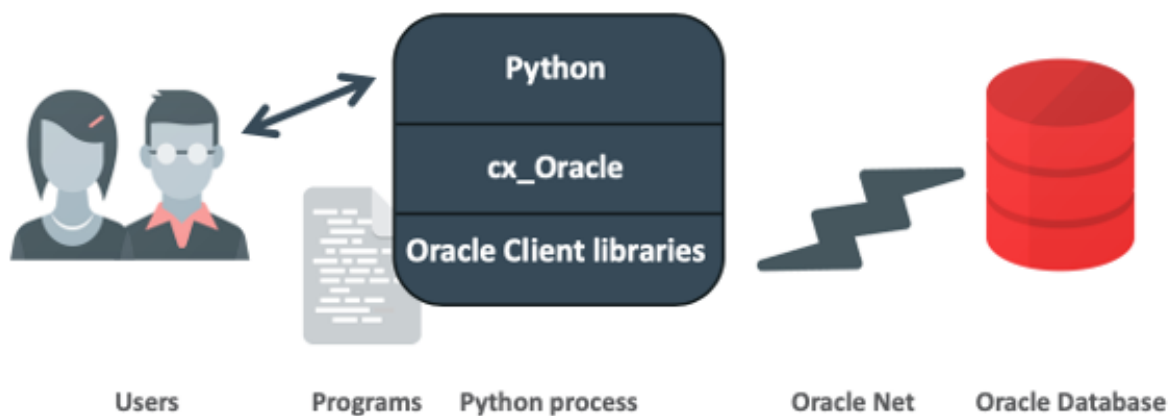 Python
cx_Oracle
Oracle Client libraries
Users
Programs
Python process
Oracle Net
Oracle Database